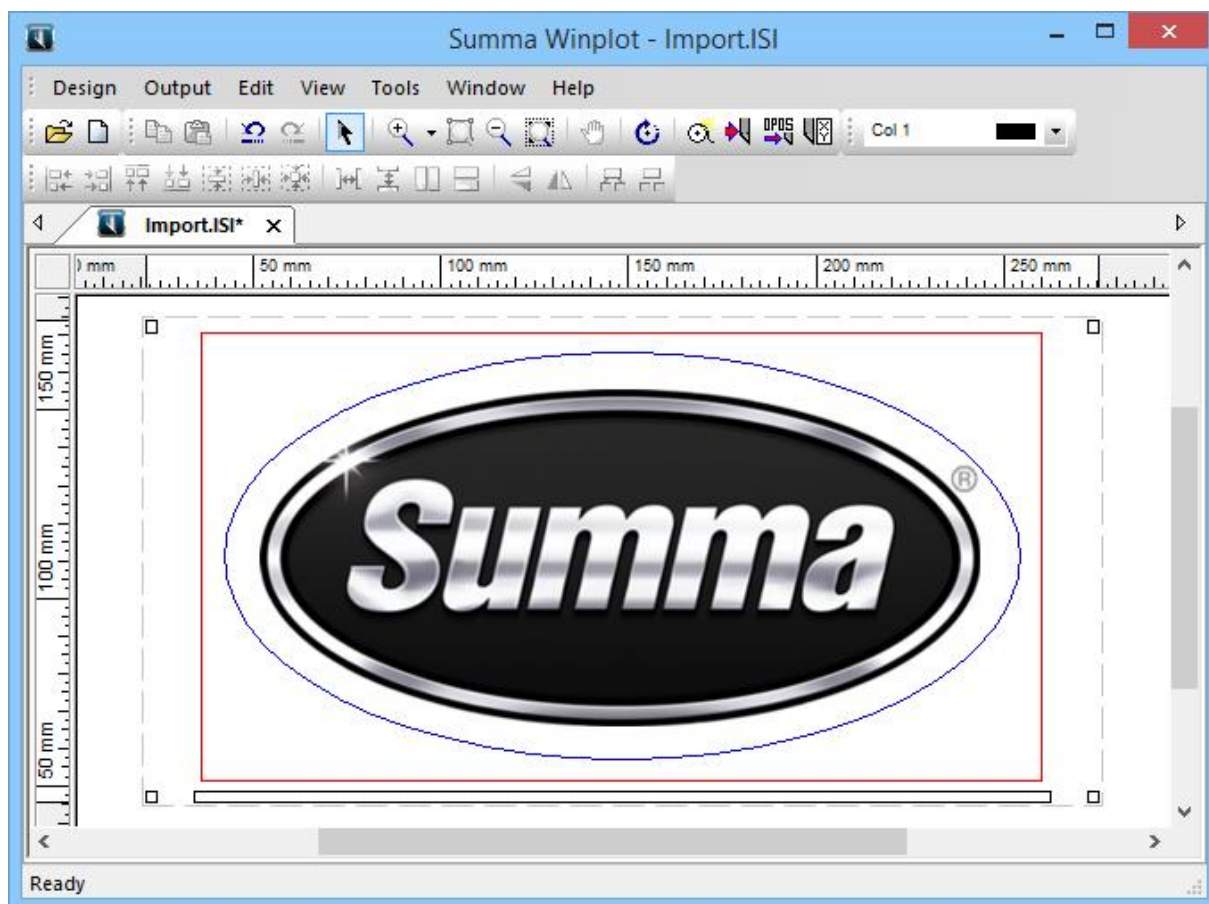 Summa Winplot - Import.ISI
Design Output Edit View Tools Window Help
OPOS Col 1
Import.ISI* x
) mm 50 mm 100 mm 150 mm 200 mm 250 mm
150 mm
100 mm
50 mm
®
Summa
Ready